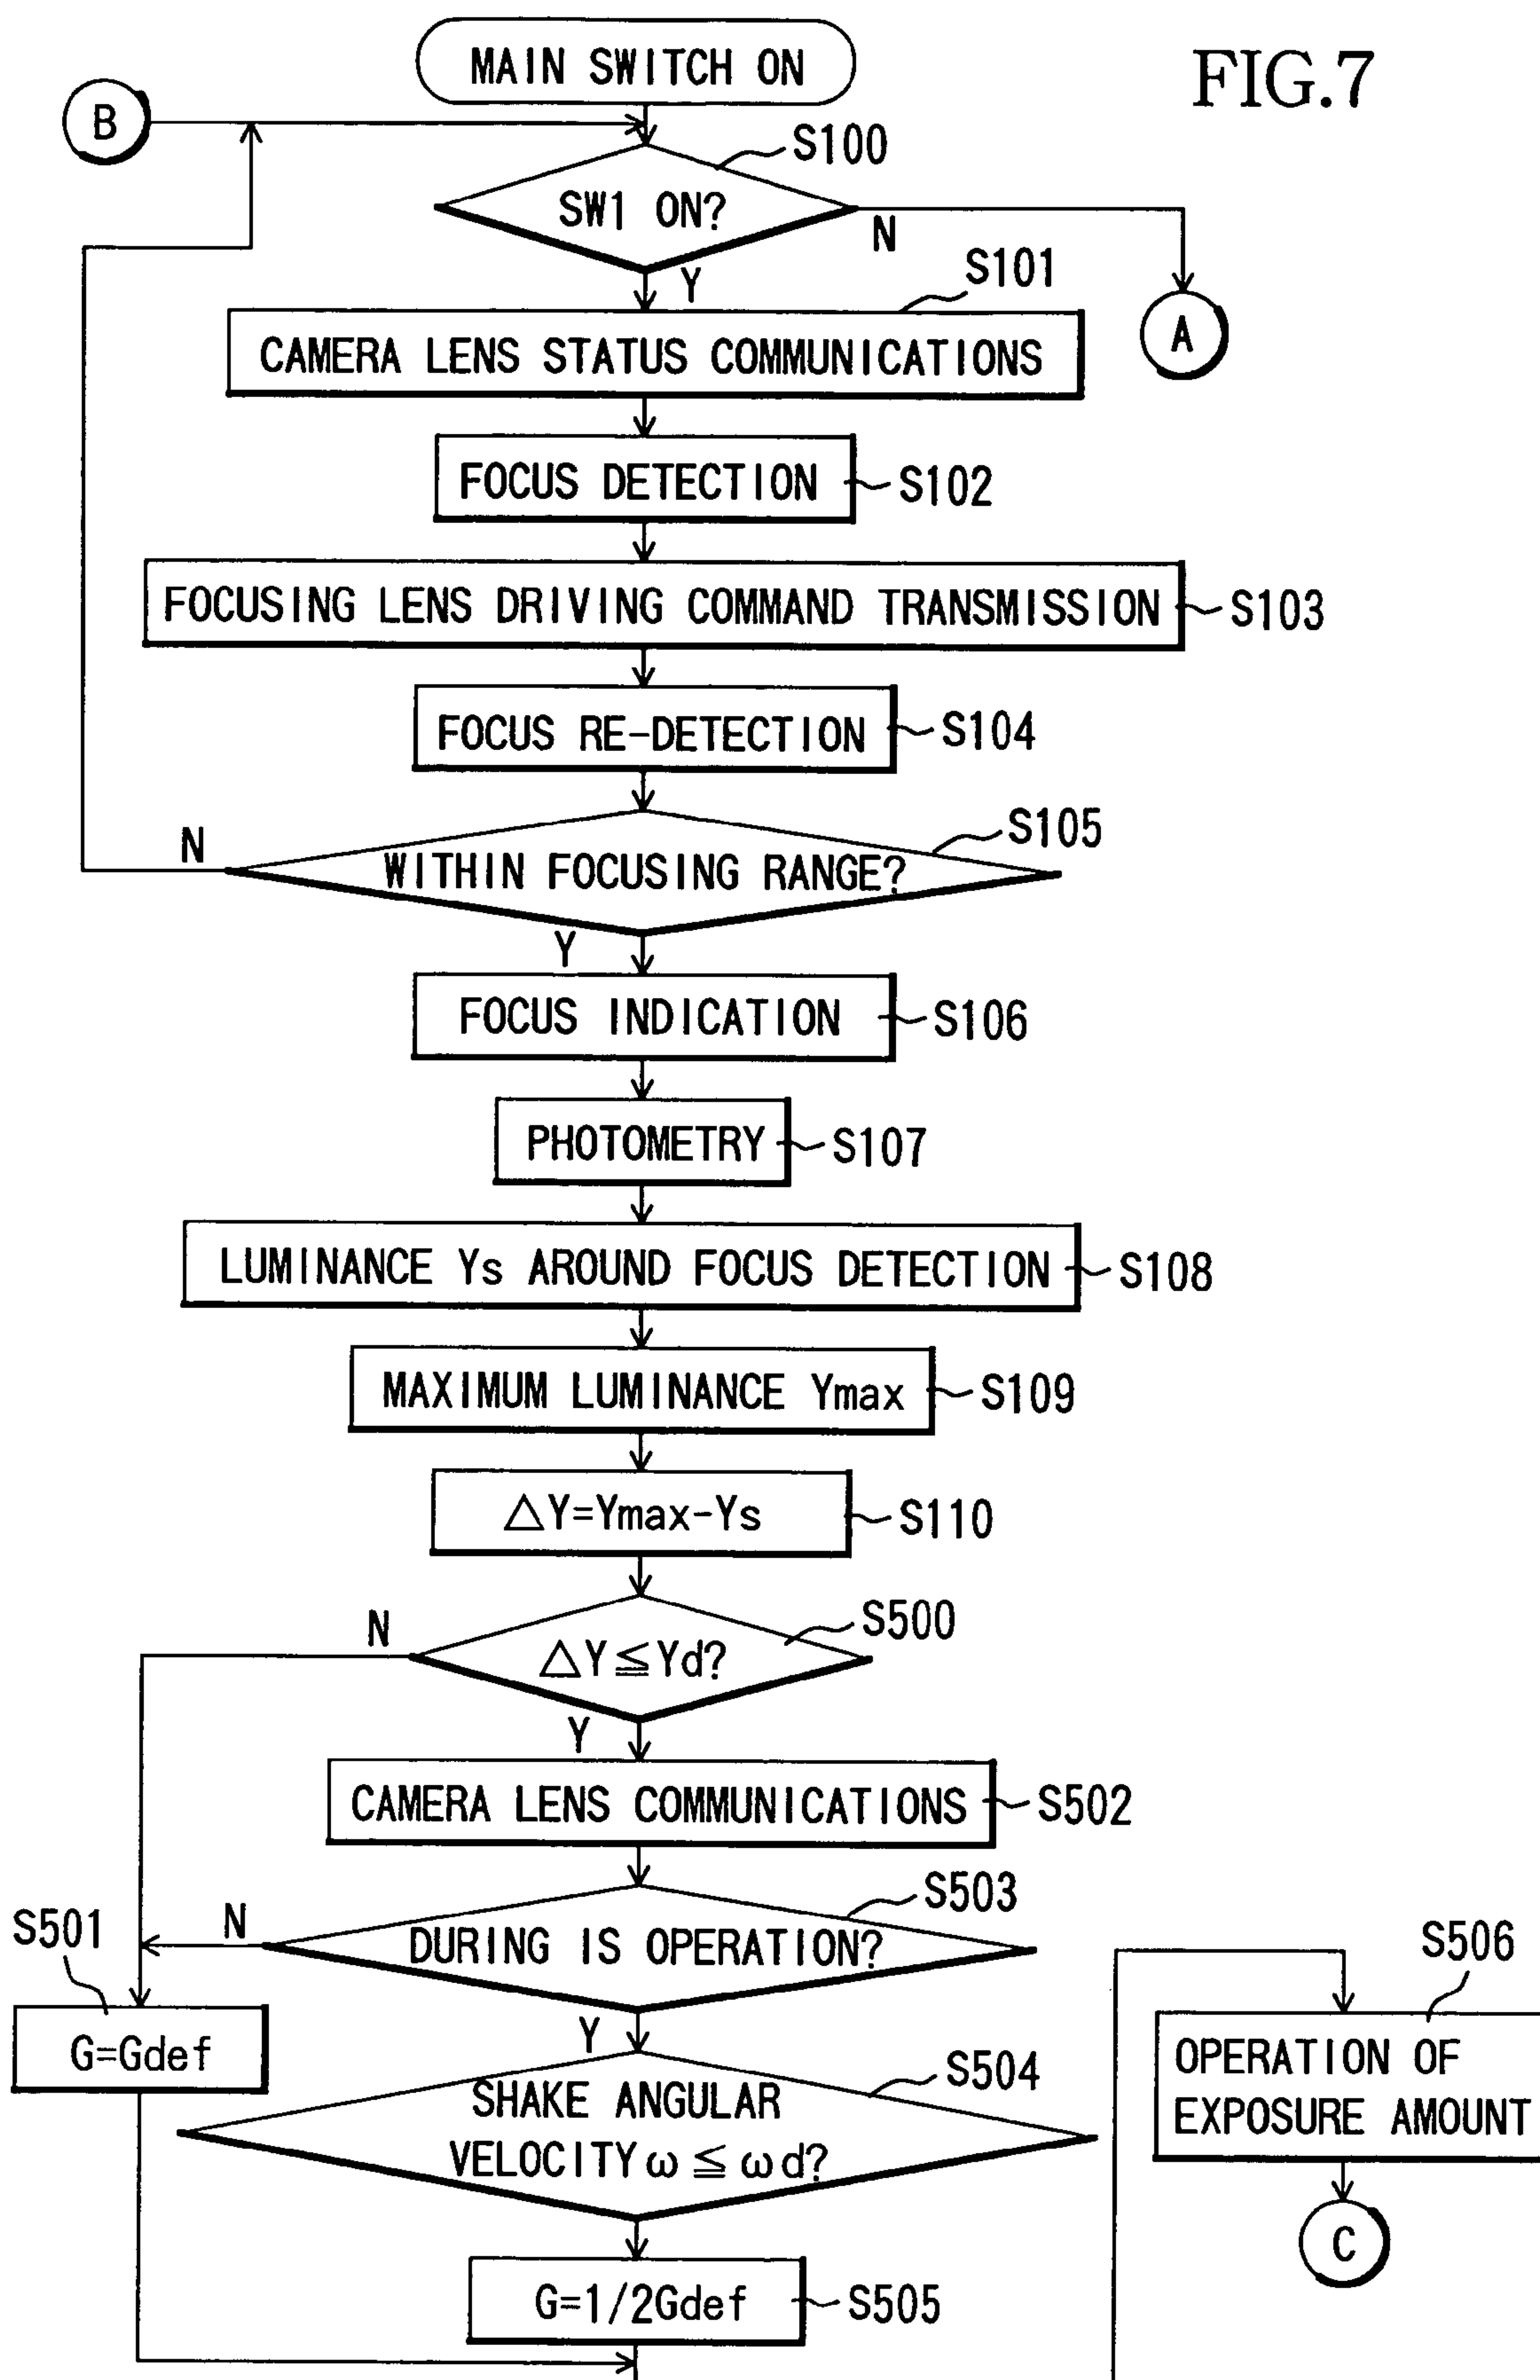 FIG.7
MAIN SWITCH ON
B
S100
SW1 ON?
N
Y
A
S101
CAMERA LENS STATUS COMMUNICATIONS
FOCUS DETECTION
S102
FOCUSING LENS DRIVING COMMAND TRANSMISSION
S103
FOCUS RE-DETECTION
S104
S105
N
WITHIN FOCUSING RANGE?
Y
FOCUS INDICATION
S106
PHOTOMETRY
S107
LUMINANCE Ys AROUND FOCUS DETECTION
S108
MAXIMUM LUMINANCE Ymax
S109
△Y=Ymax-Ys
S110
S500
N
△Y≦Yd?
Y
CAMERA LENS COMMUNICATIONS
S502
S503
N
DURING IS OPERATION?
Y
S501
G=Gdef
S504
SHAKE ANGULAR
VELOCITY ω ≦ ωd?
G=1/2Gdef
S505
S506
OPERATION OF
EXPOSURE AMOUNT
C